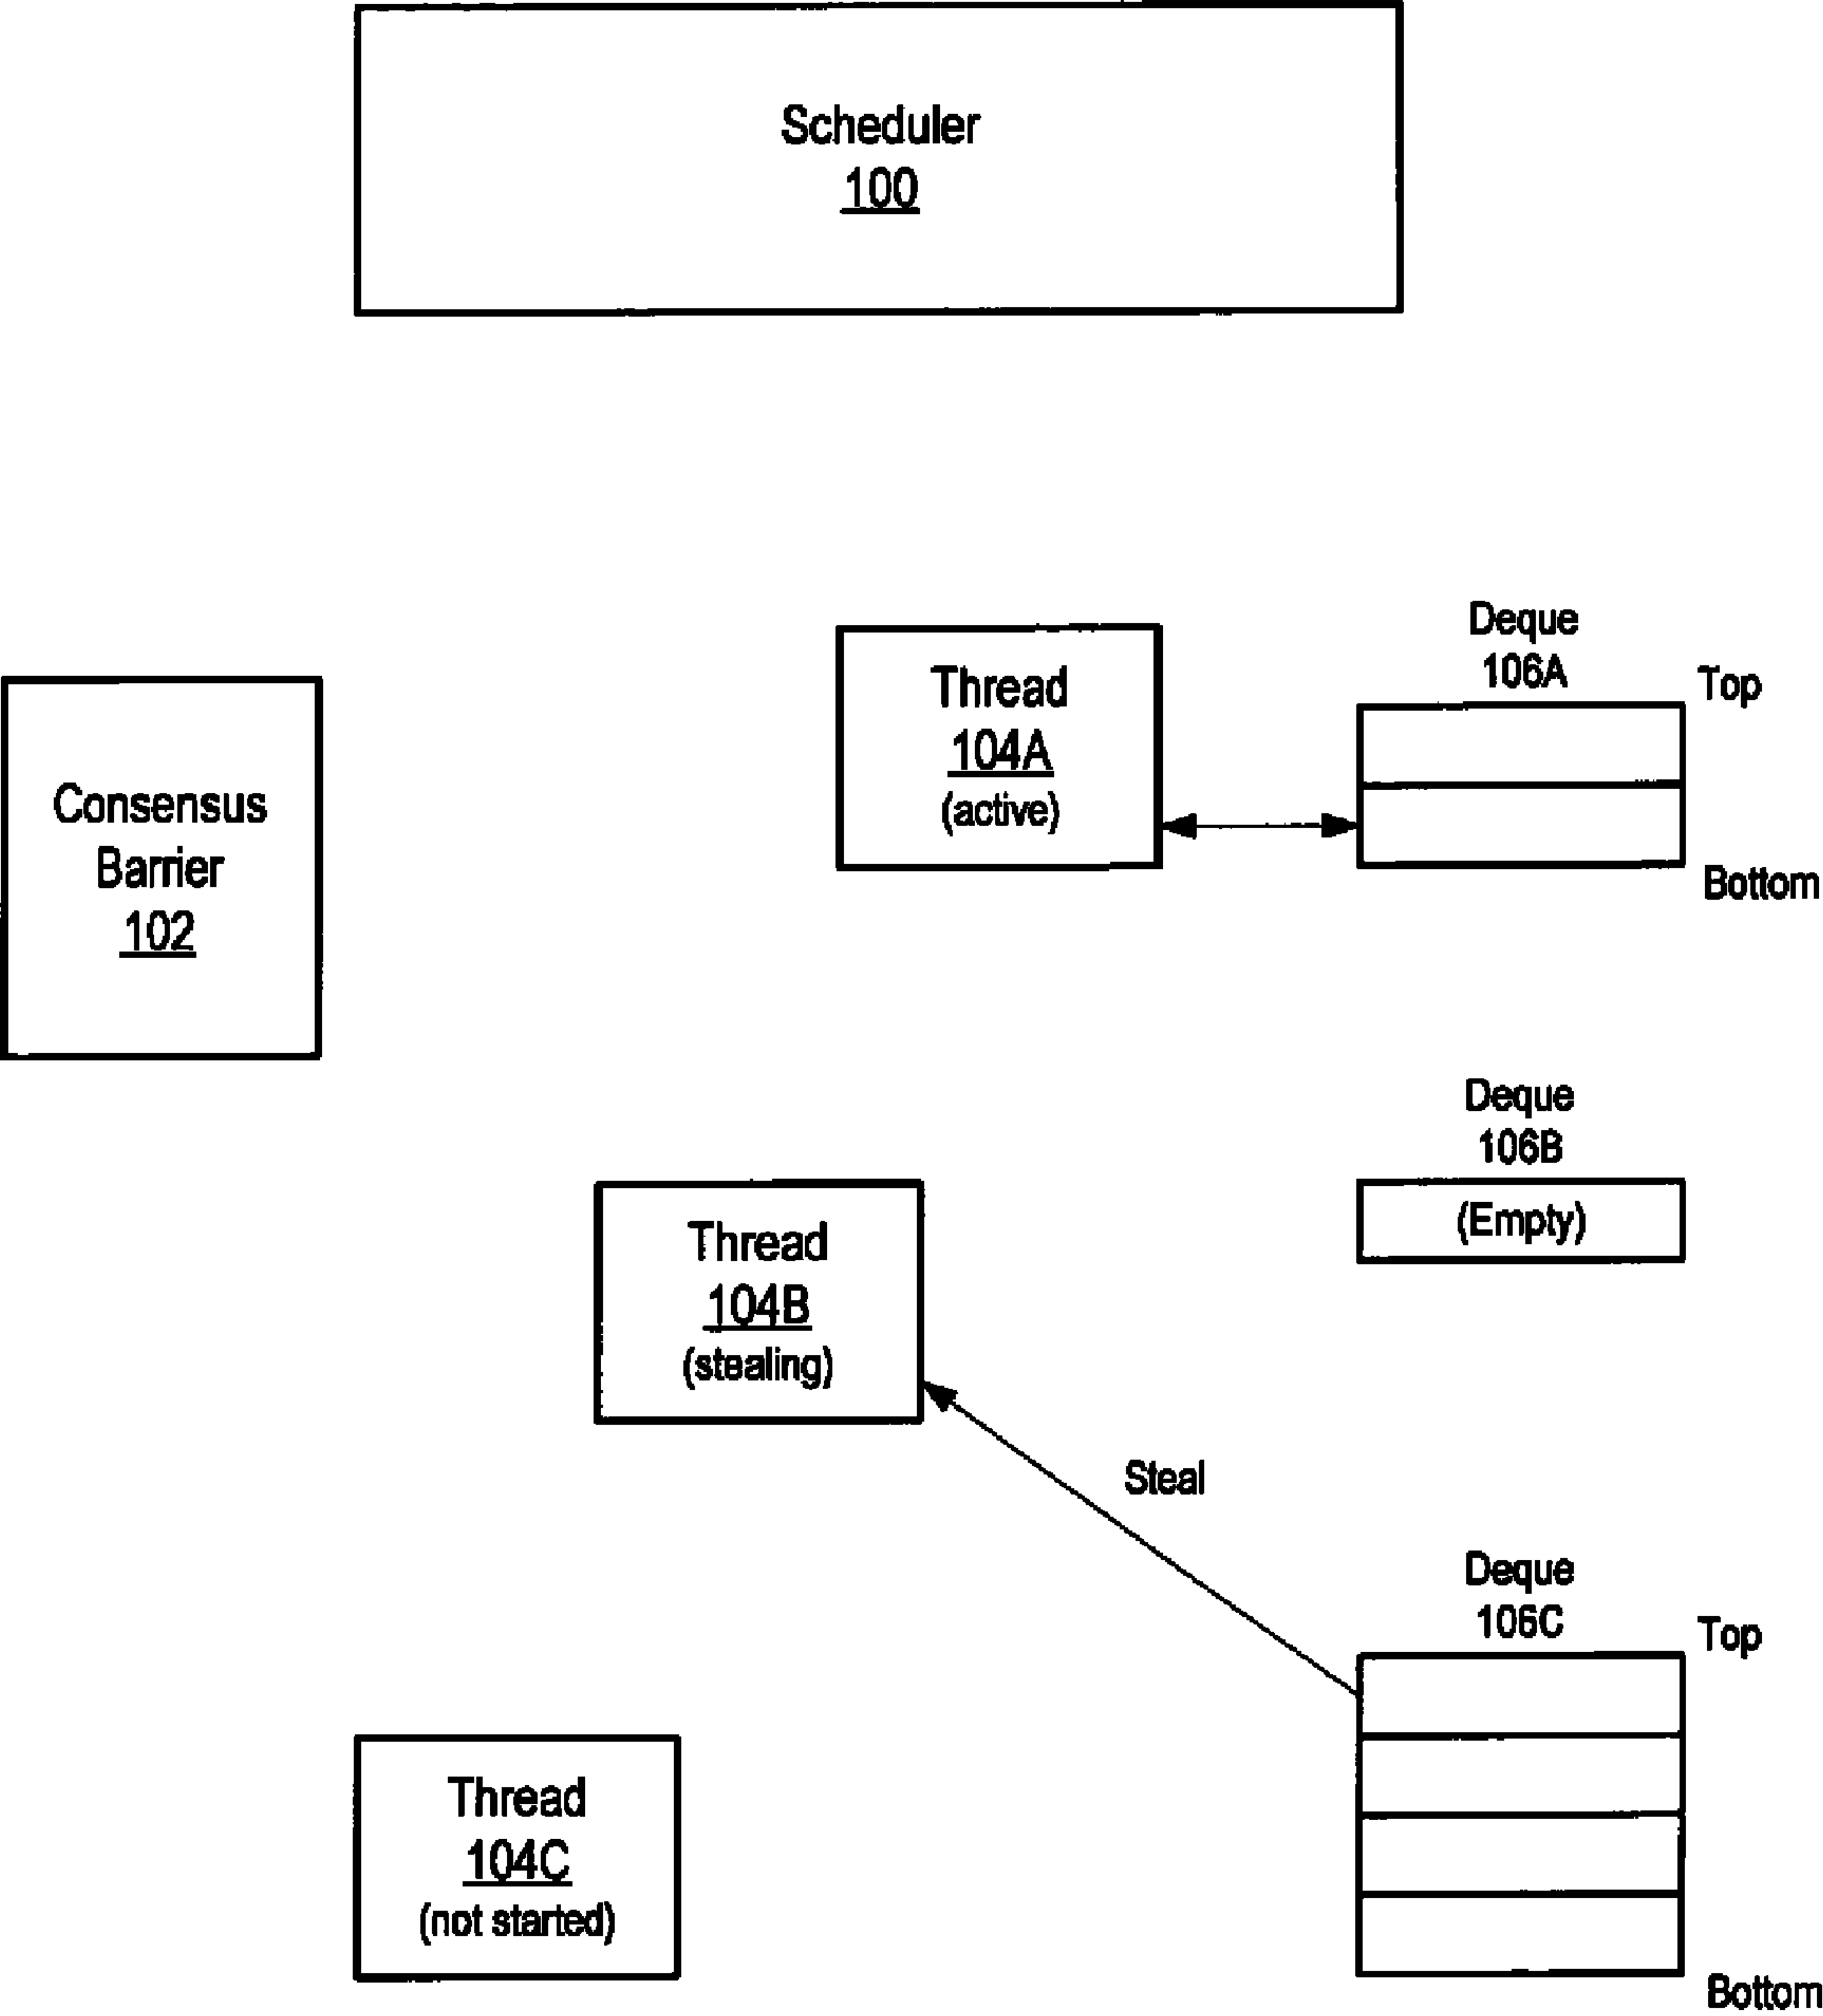 Scheduler
100
Deque
106A
Top
Thread
104A
(active)
Bottom
Consensus
Barrier
102
Deque
106B
(Empty)
Thread
104B
(stealing)
Steal
Deque
106C
Top
Thread
104C
(not started)
Bottom